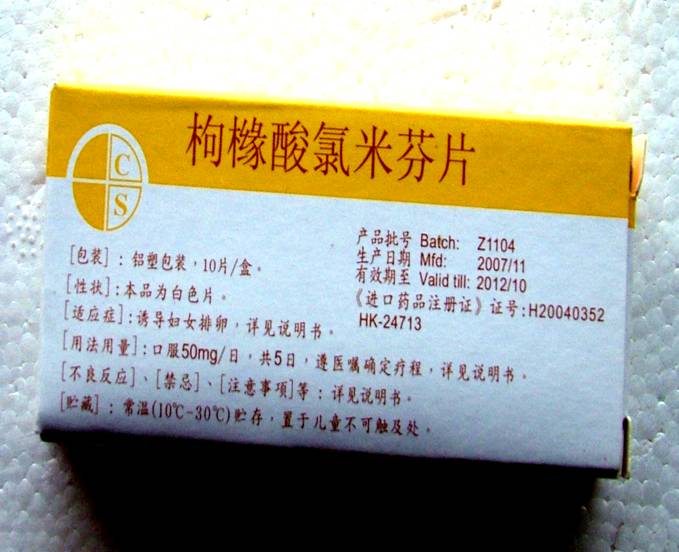 枸橼酸氯米芬片
C
S
产品批号 Batch: Z1104
生产日期 Mfd: 2007/11
有效期至 Valid till: 2012/10
《进口药品注册证》证号:H20040352
HK-24713
[包装]:铝塑包装,10片/盒。
[性状]:本品为白色片。
[适应症]:诱导妇女排卵,详见说明书。
[用法用量]:口服50mg/日,共5日,遵医嘱确定疗程,详见说明书。
[不良反应]、[禁忌]、[注意事项]等:详见说明书。
[贮藏]:常温(10℃-30℃)贮存,置于儿童不可触及处。